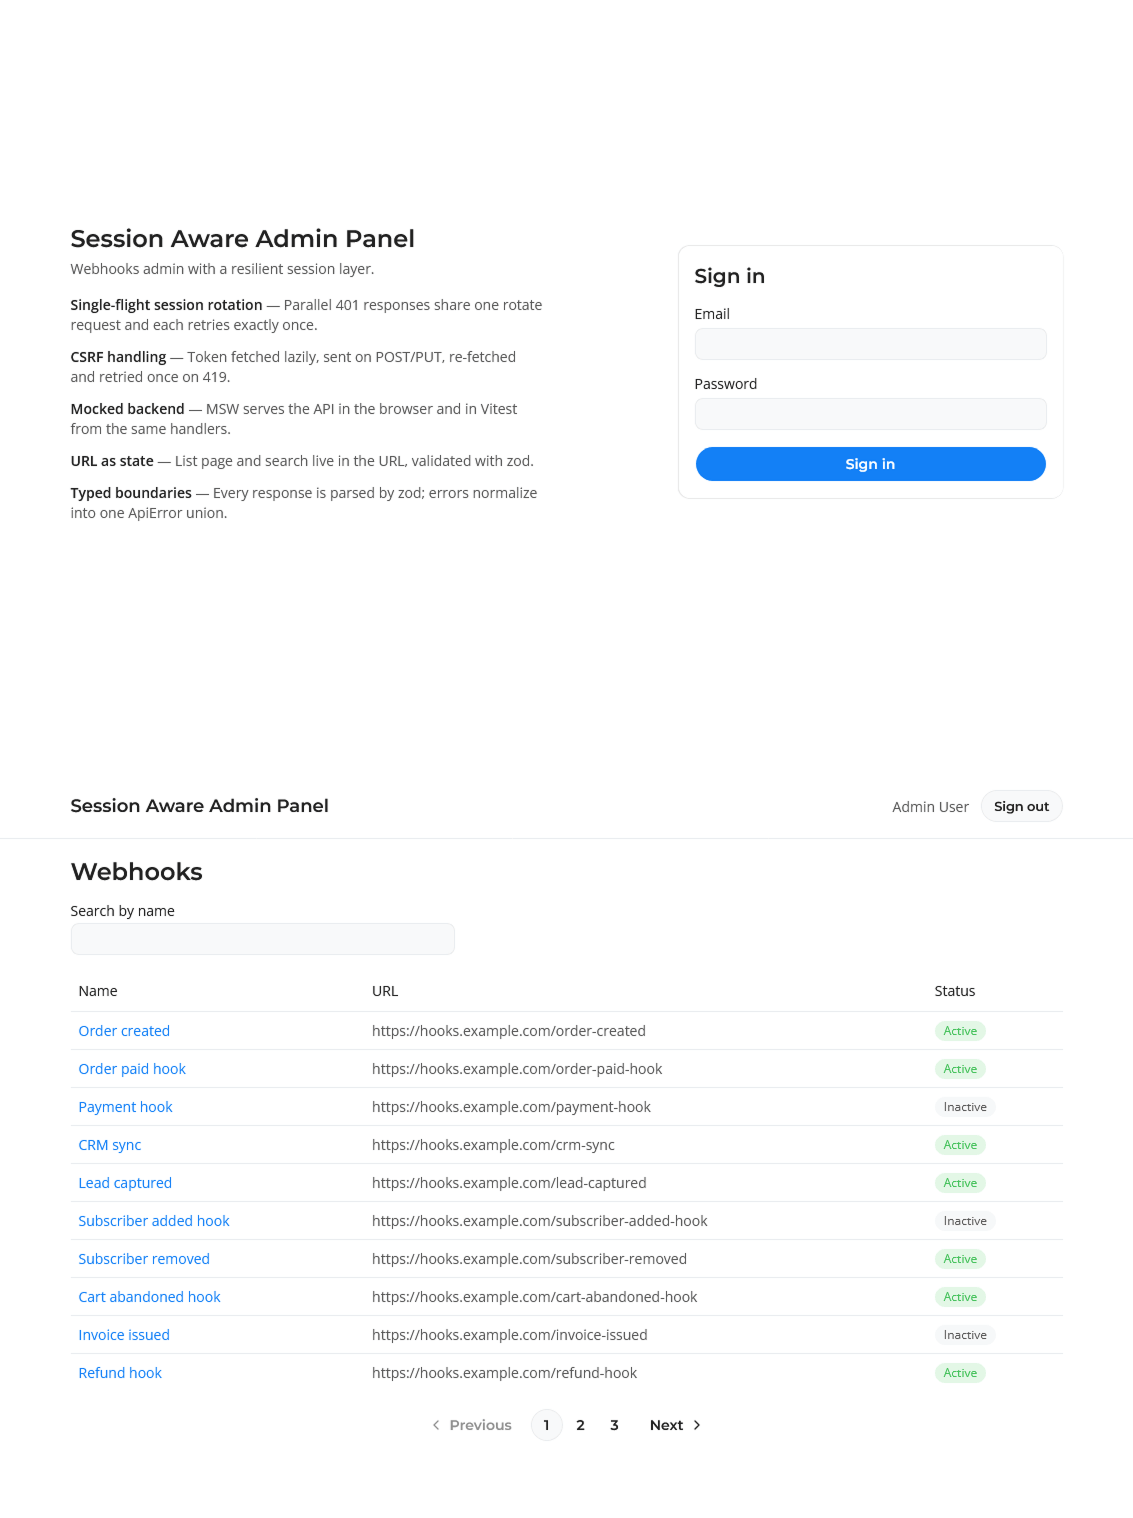 Session Aware Admin Panel
Webhooks admin with a resilient session layer.
Single-flight session rotation — Parallel 401 responses share one rotate
request and each retries exactly once.
CSRF handling — Token fetched lazily, sent on POST/PUT, re-fetched
and retried once on 419.
Mocked backend — MSW serves the API in the browser and in Vitest
from the same handlers.
URL as state — List page and search live in the URL, validated with zod.
Typed boundaries — Every response is parsed by zod; errors normalize
into one ApiError union.
Sign in
Email
Password
Sign in
Session Aware Admin Panel
Admin User Sign out
Webhooks
Search by name
Name URL Status
Order created https://hooks.example.com/order-created Active
Order paid hook https://hooks.example.com/order-paid-hook Active
Payment hook https://hooks.example.com/payment-hook Inactive
CRM sync https://hooks.example.com/crm-sync Active
Lead captured https://hooks.example.com/lead-captured Active
Subscriber added hook https://hooks.example.com/subscriber-added-hook Inactive
Subscriber removed https://hooks.example.com/subscriber-removed Active
Cart abandoned hook https://hooks.example.com/cart-abandoned-hook Active
Invoice issued https://hooks.example.com/invoice-issued Inactive
Refund hook https://hooks.example.com/refund-hook Active
Previous 1 2 3 Next